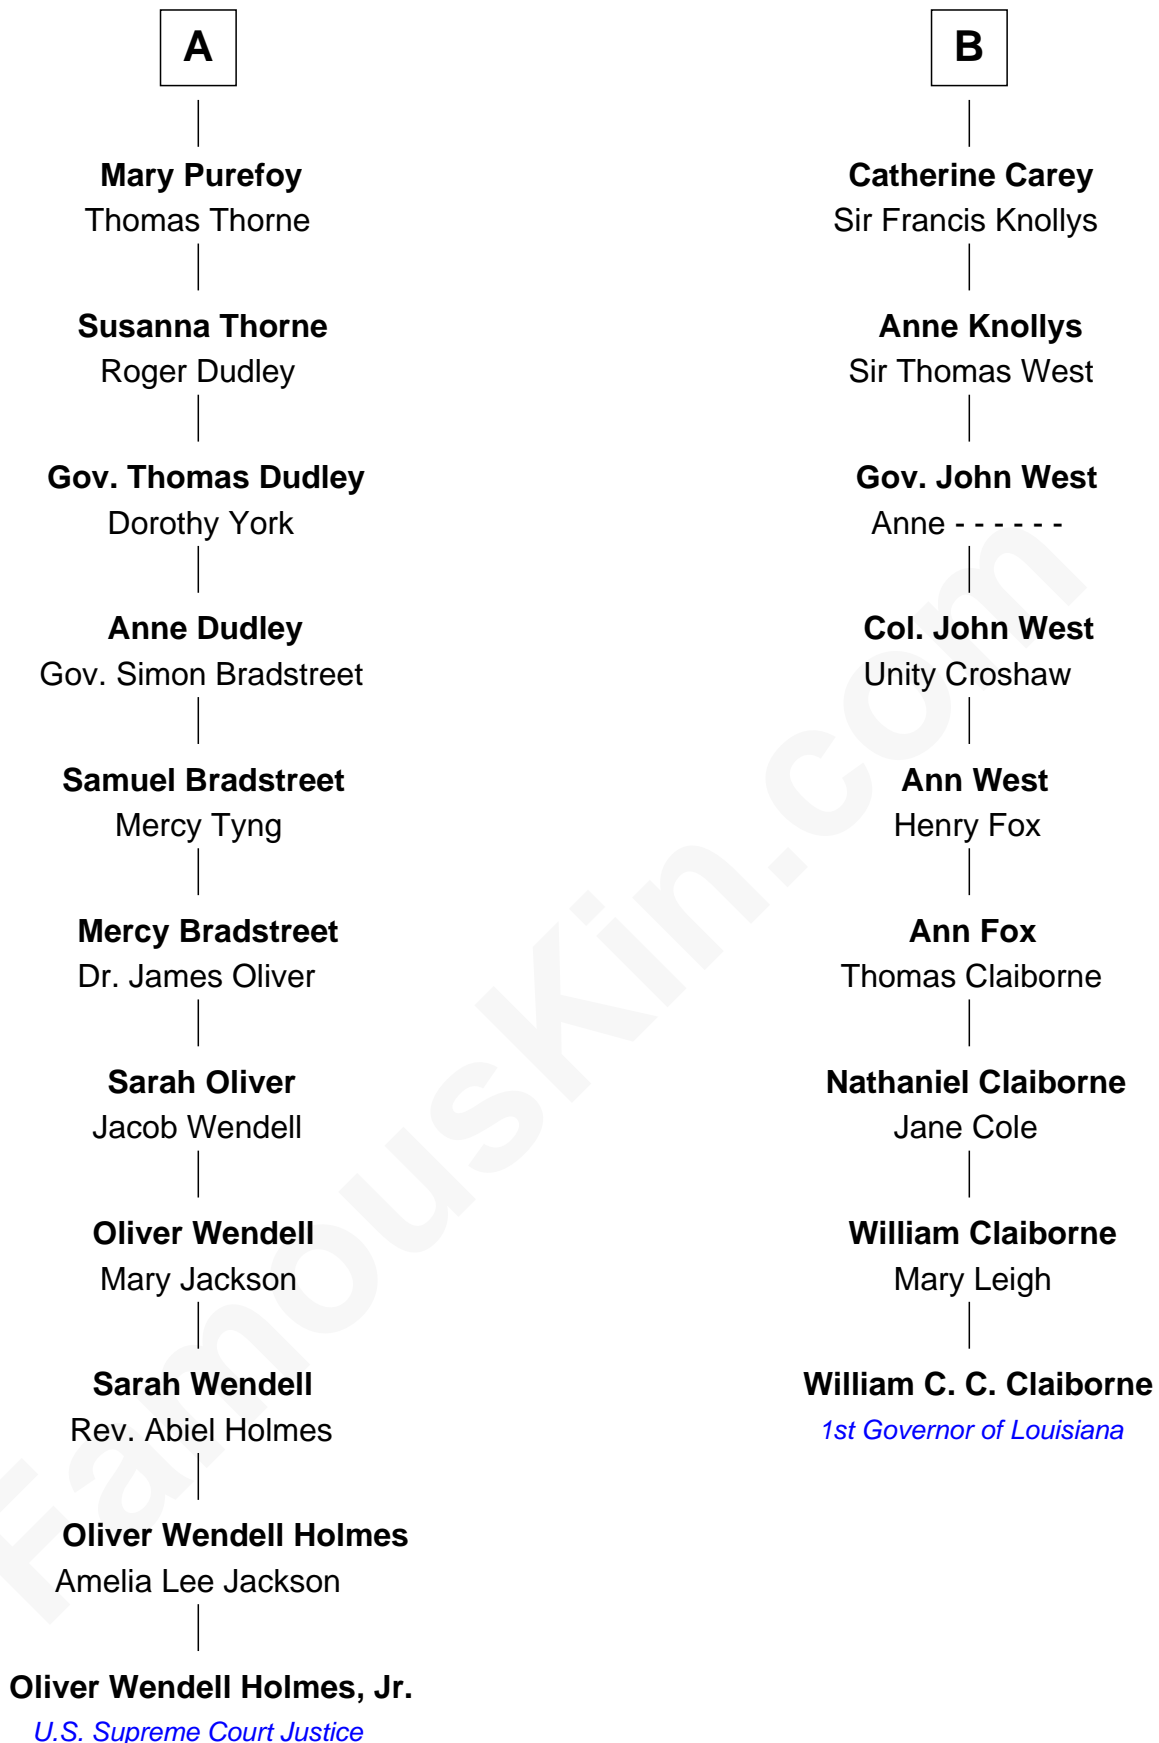 A
Mary Purefoy
Thomas Thorne
Susanna Thorne
Roger Dudley
Gov. Thomas Dudley
Dorothy York
Anne Dudley
Gov. Simon Bradstreet
Samuel Bradstreet
Mercy Tyng
Mercy Bradstreet
Dr. James Oliver
Sarah Oliver
Jacob Wendell
Oliver Wendell
Mary Jackson
Sarah Wendell
Rev. Abiel Holmes
Oliver Wendell Holmes
Amelia Lee Jackson
Oliver Wendell Holmes, Jr.
U.S. Supreme Court Justice
B
Catherine Carey
Sir Francis Knollys
Anne Knollys
Sir Thomas West
Gov. John West
Anne - - - - - -
Col. John West
Unity Croshaw
Ann West
Henry Fox
Ann Fox
Thomas Claiborne
Nathaniel Claiborne
Jane Cole
William Claiborne
Mary Leigh
William C. C. Claiborne
1st Governor of Louisiana
FamousKin.com